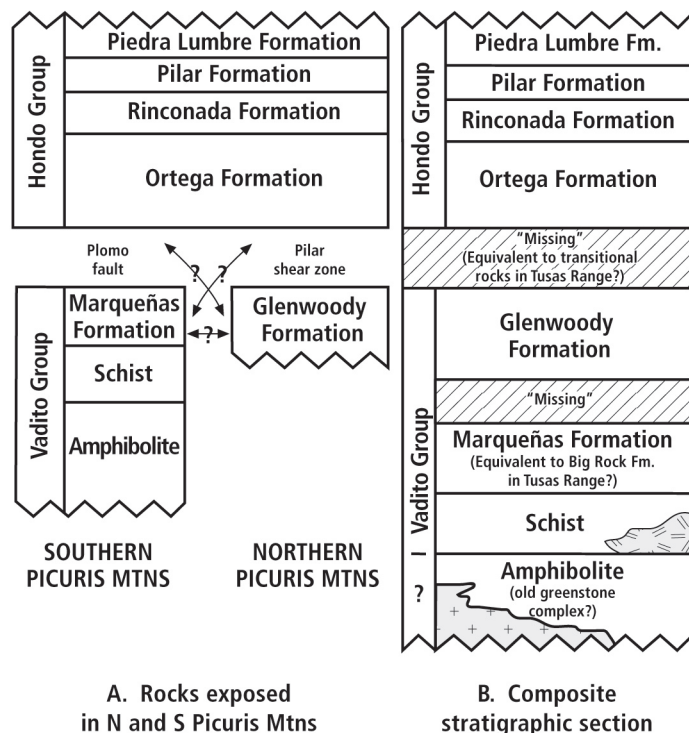 Hondo Group
Piedra Lumbre Formation
Pilar Formation
Rinconada Formation
Ortega Formation
Plomo
fault
? ?
Pilar
shear zone
Vadito Group
Marqueñas
Formation
Schist
Amphibolite
?
Glenwoody
Formation
SOUTHERN
PICURIS MTNS
NORTHERN
PICURIS MTNS
A. Rocks exposed
in N and S Picuris Mtns
Hondo Group
Piedra Lumbre Fm.
Pilar Formation
Rinconada Formation
Ortega Formation
"Missing"
(Equivalent to transitional
rocks in Tusas Range?)
Vadito Group
?
Glenwoody
Formation
"Missing"
Marqueñas Formation
(Equivalent to Big Rock Fm.
in Tusas Range?)
Schist
Amphibolite
(old greenstone
complex?)
B. Composite
stratigraphic section